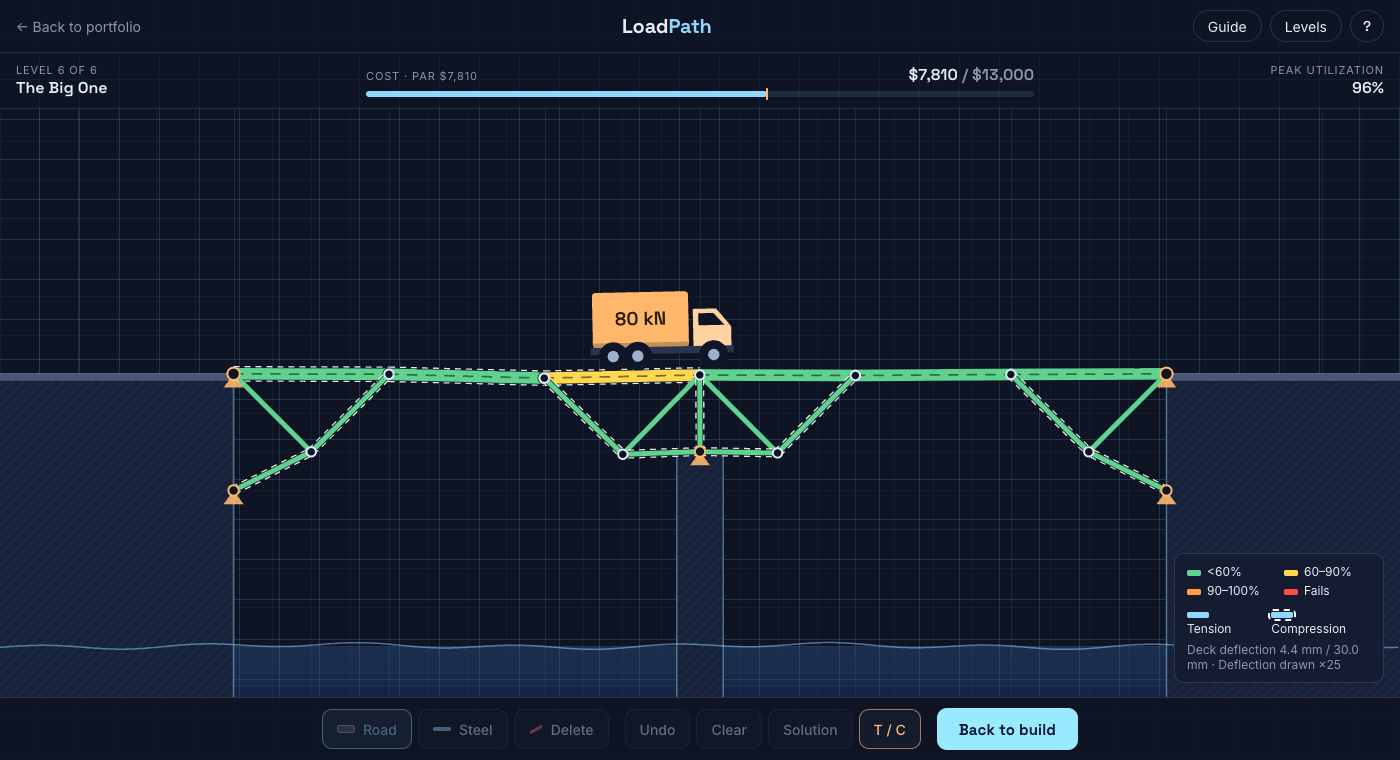 ← Back to portfolio
LoadPath
Guide
Levels
?
LEVEL 6 OF 6
The Big One
COST · PAR $7,810
$7,810 / $13,000
PEAK UTILIZATION
96%
80 kN
<60%
60–90%
90–100%
Fails
Tension
Compression
Deck deflection 4.4 mm / 30.0
mm · Deflection drawn ×25
Road
Steel
Delete
Undo
Clear
Solution
T / C
Back to build